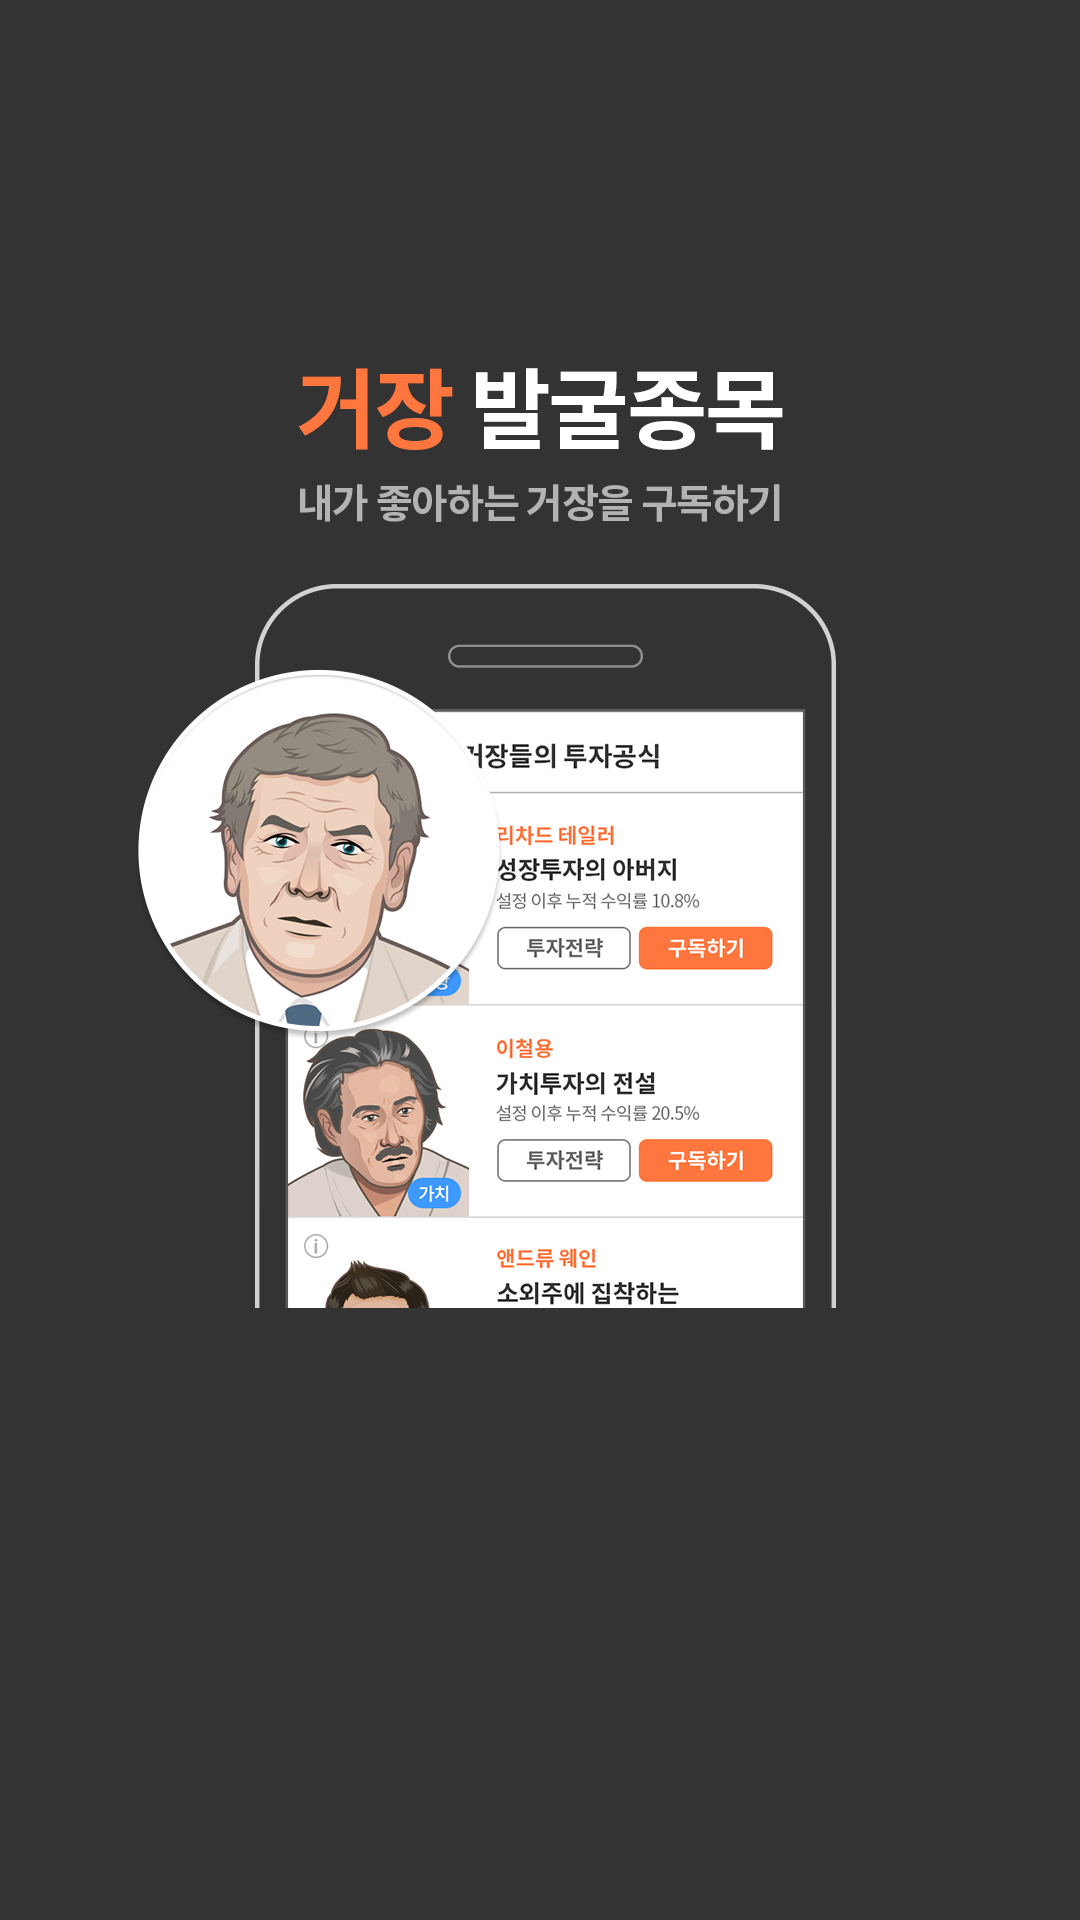 거장 발굴종목
내가 좋아하는 거장을 구독하기
거장들의 투자공식
리차드 테일러
성장투자의 아버지
설정 이후 누적 수익률 10.8%
투자전략
구독하기
이철용
가치투자의 전설
설정 이후 누적 수익률 20.5%
투자전략
구독하기
가치
앤드류 웨인
소외주에 집착하는